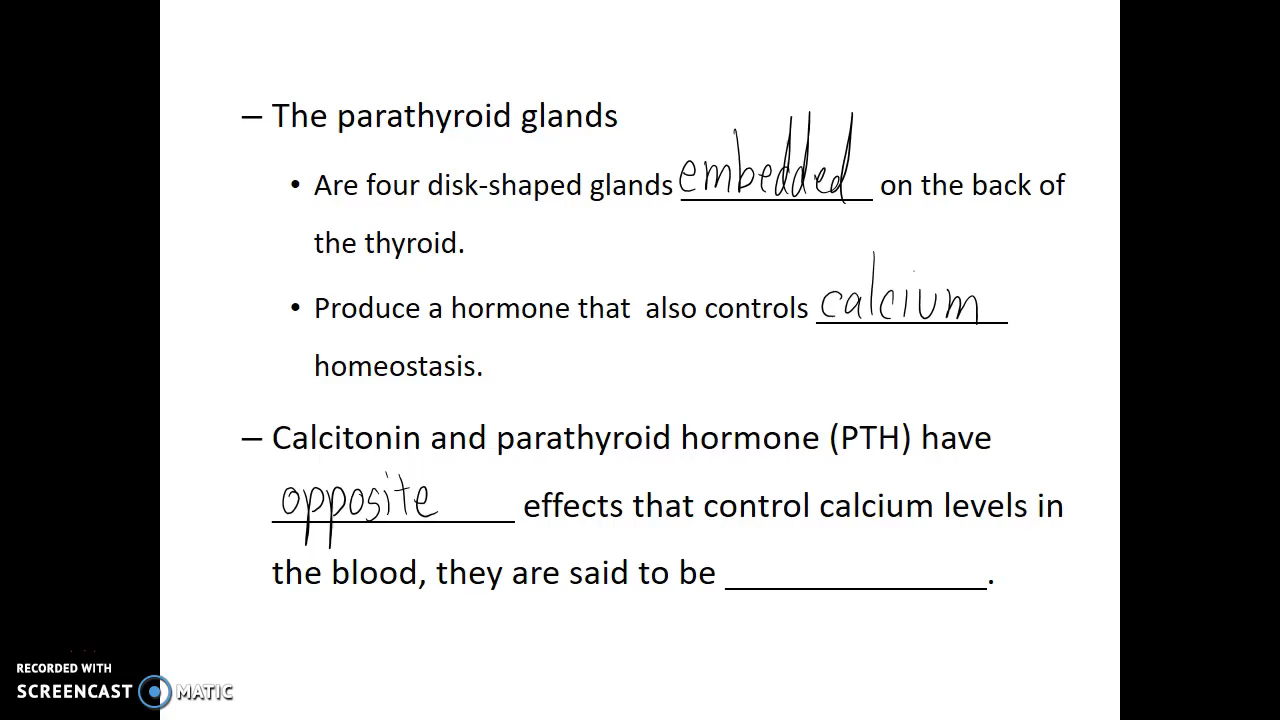 – The parathyroid glands
• Are four disk-shaped glands embedded on the back of
the thyroid.
• Produce a hormone that also controls calcium
homeostasis.
– Calcitonin and parathyroid hormone (PTH) have
opposite effects that control calcium levels in
the blood, they are said to be ______________.
RECORDED WITH
SCREENCAST MATIC